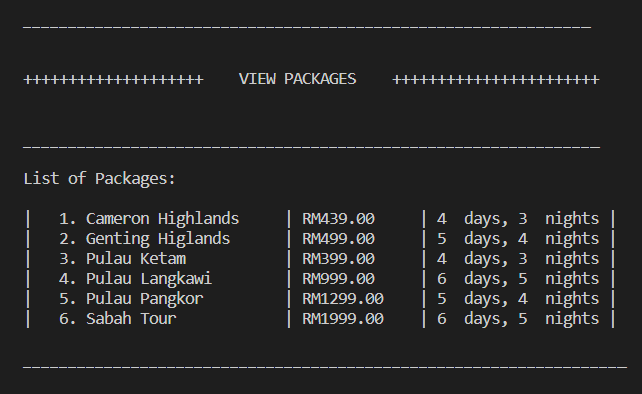 ++++++++++++++++++++    VIEW PACKAGES    +++++++++++++++++++++++
List of Packages:
|   1. Cameron Highlands     | RM439.00     | 4  days, 3  nights |
|   2. Genting Higlands      | RM499.00     | 5  days, 4  nights |
|   3. Pulau Ketam           | RM399.00     | 4  days, 3  nights |
|   4. Pulau Langkawi        | RM999.00     | 6  days, 5  nights |
|   5. Pulau Pangkor         | RM1299.00    | 5  days, 4  nights |
|   6. Sabah Tour            | RM1999.00    | 6  days, 5  nights |